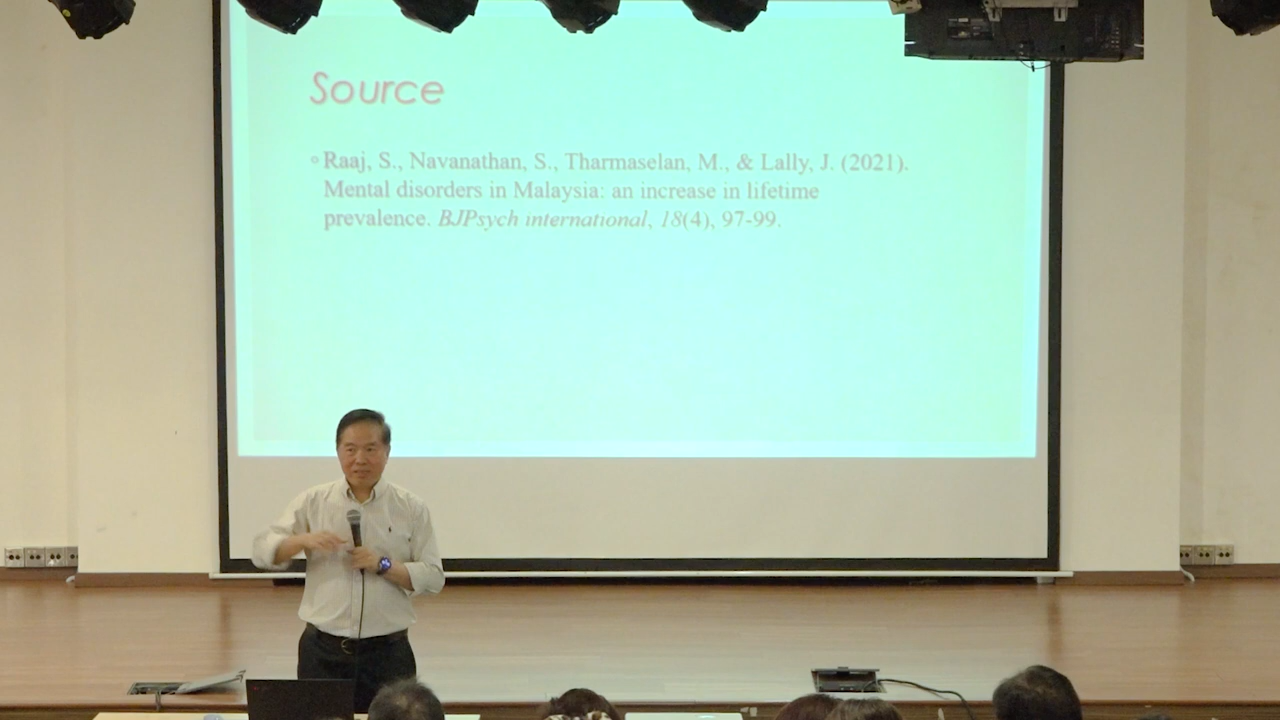 Source
Raaj, S., Navanathan, S., Tharmaselan, M., & Lally, J. (2021).
Mental disorders in Malaysia: an increase in lifetime
prevalence. BJPsych international, 18(4), 97-99.